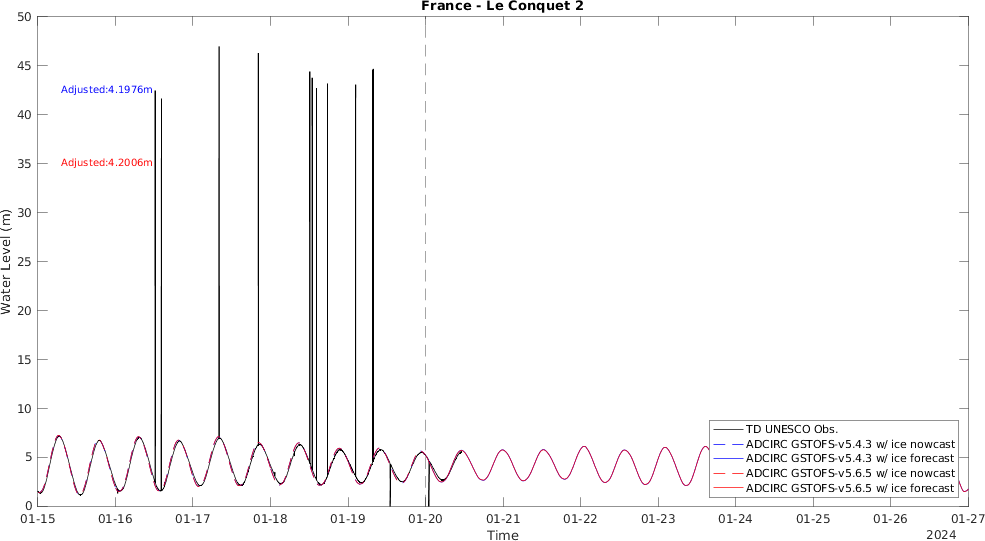 France - Le Conquet 2
50
45
40
35
30
25
20
15
10
5
0
Water Level (m)
Adjusted:4.1976m
Adjusted:4.2006m
TD UNESCO Obs.
ADCIRC GSTOFS-v5.4.3 w/ ice nowcast
ADCIRC GSTOFS-v5.4.3 w/ ice forecast
ADCIRC GSTOFS-v5.6.5 w/ ice nowcast
ADCIRC GSTOFS-v5.6.5 w/ ice forecast
01-15 01-16 01-17 01-18 01-19 01-20 01-21 01-22 01-23 01-24 01-25 01-26 01-27
Time
2024